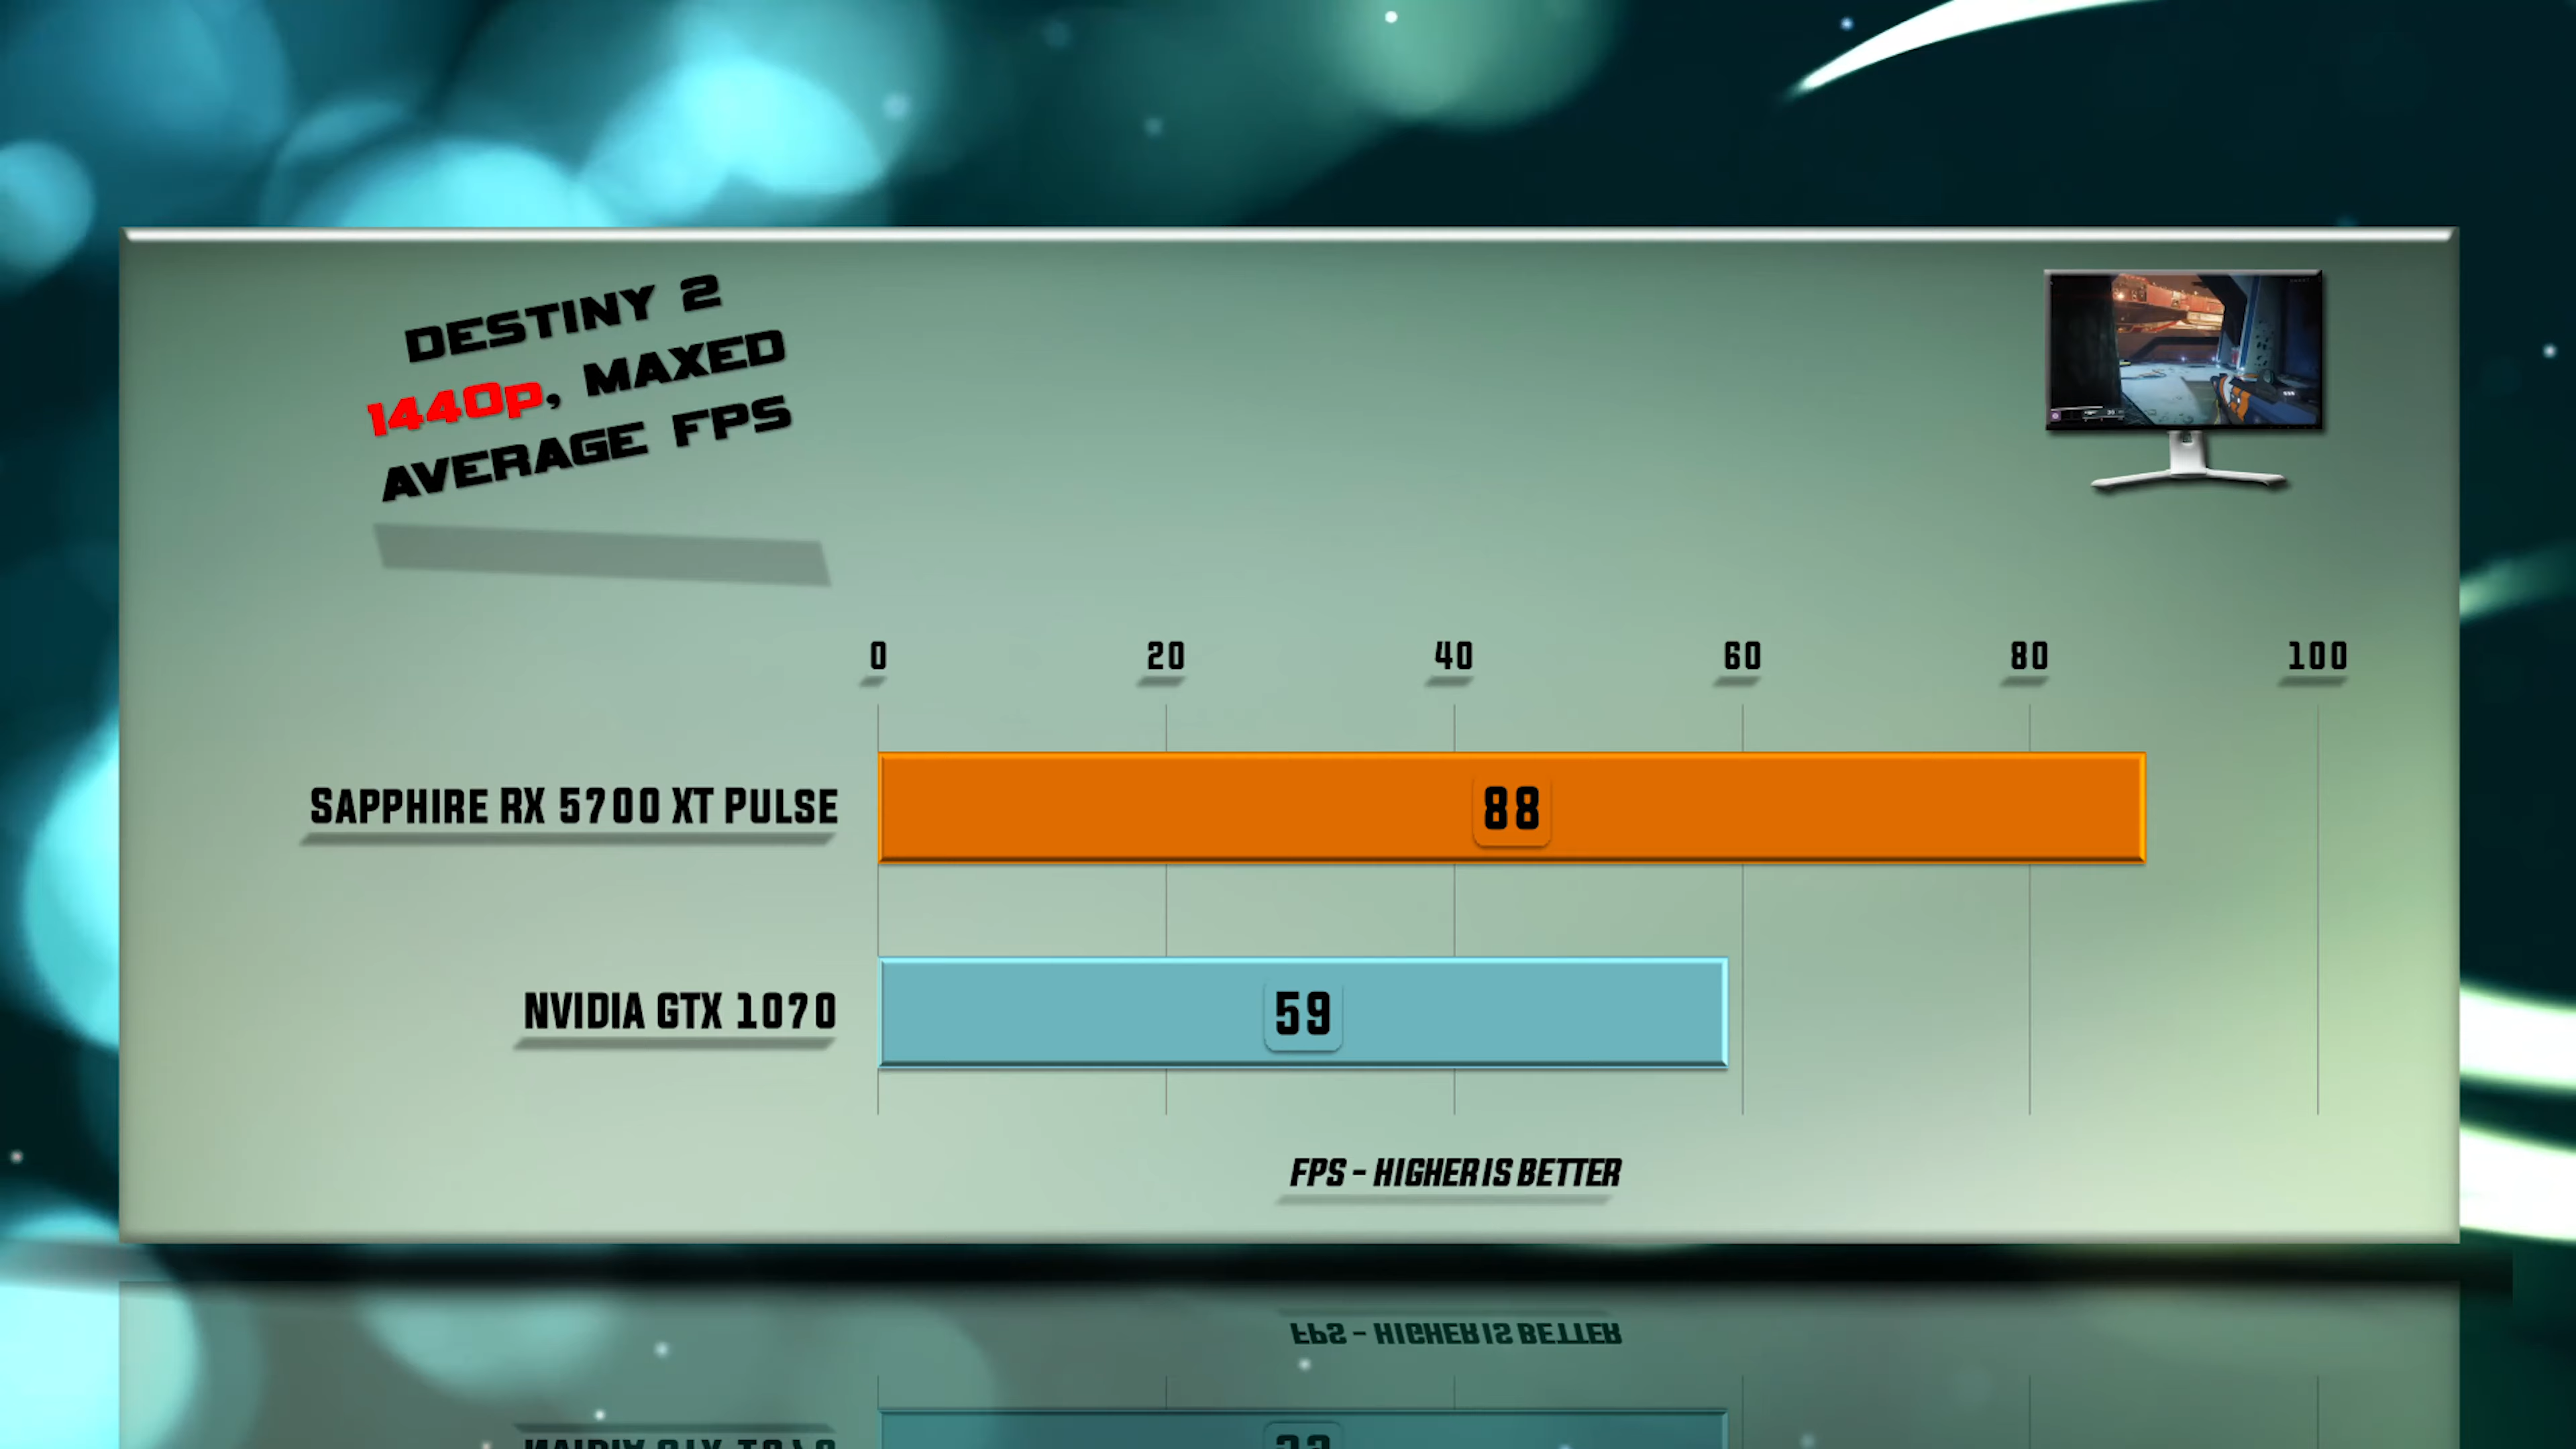 DESTINY 2
1440p, MAXED
AVERAGE FPS
0 20 40 60 80 100
SAPPHIRE RX 5700 XT PULSE
88
NVIDIA GTX 1070
59
FPS - HIGHER IS BETTER